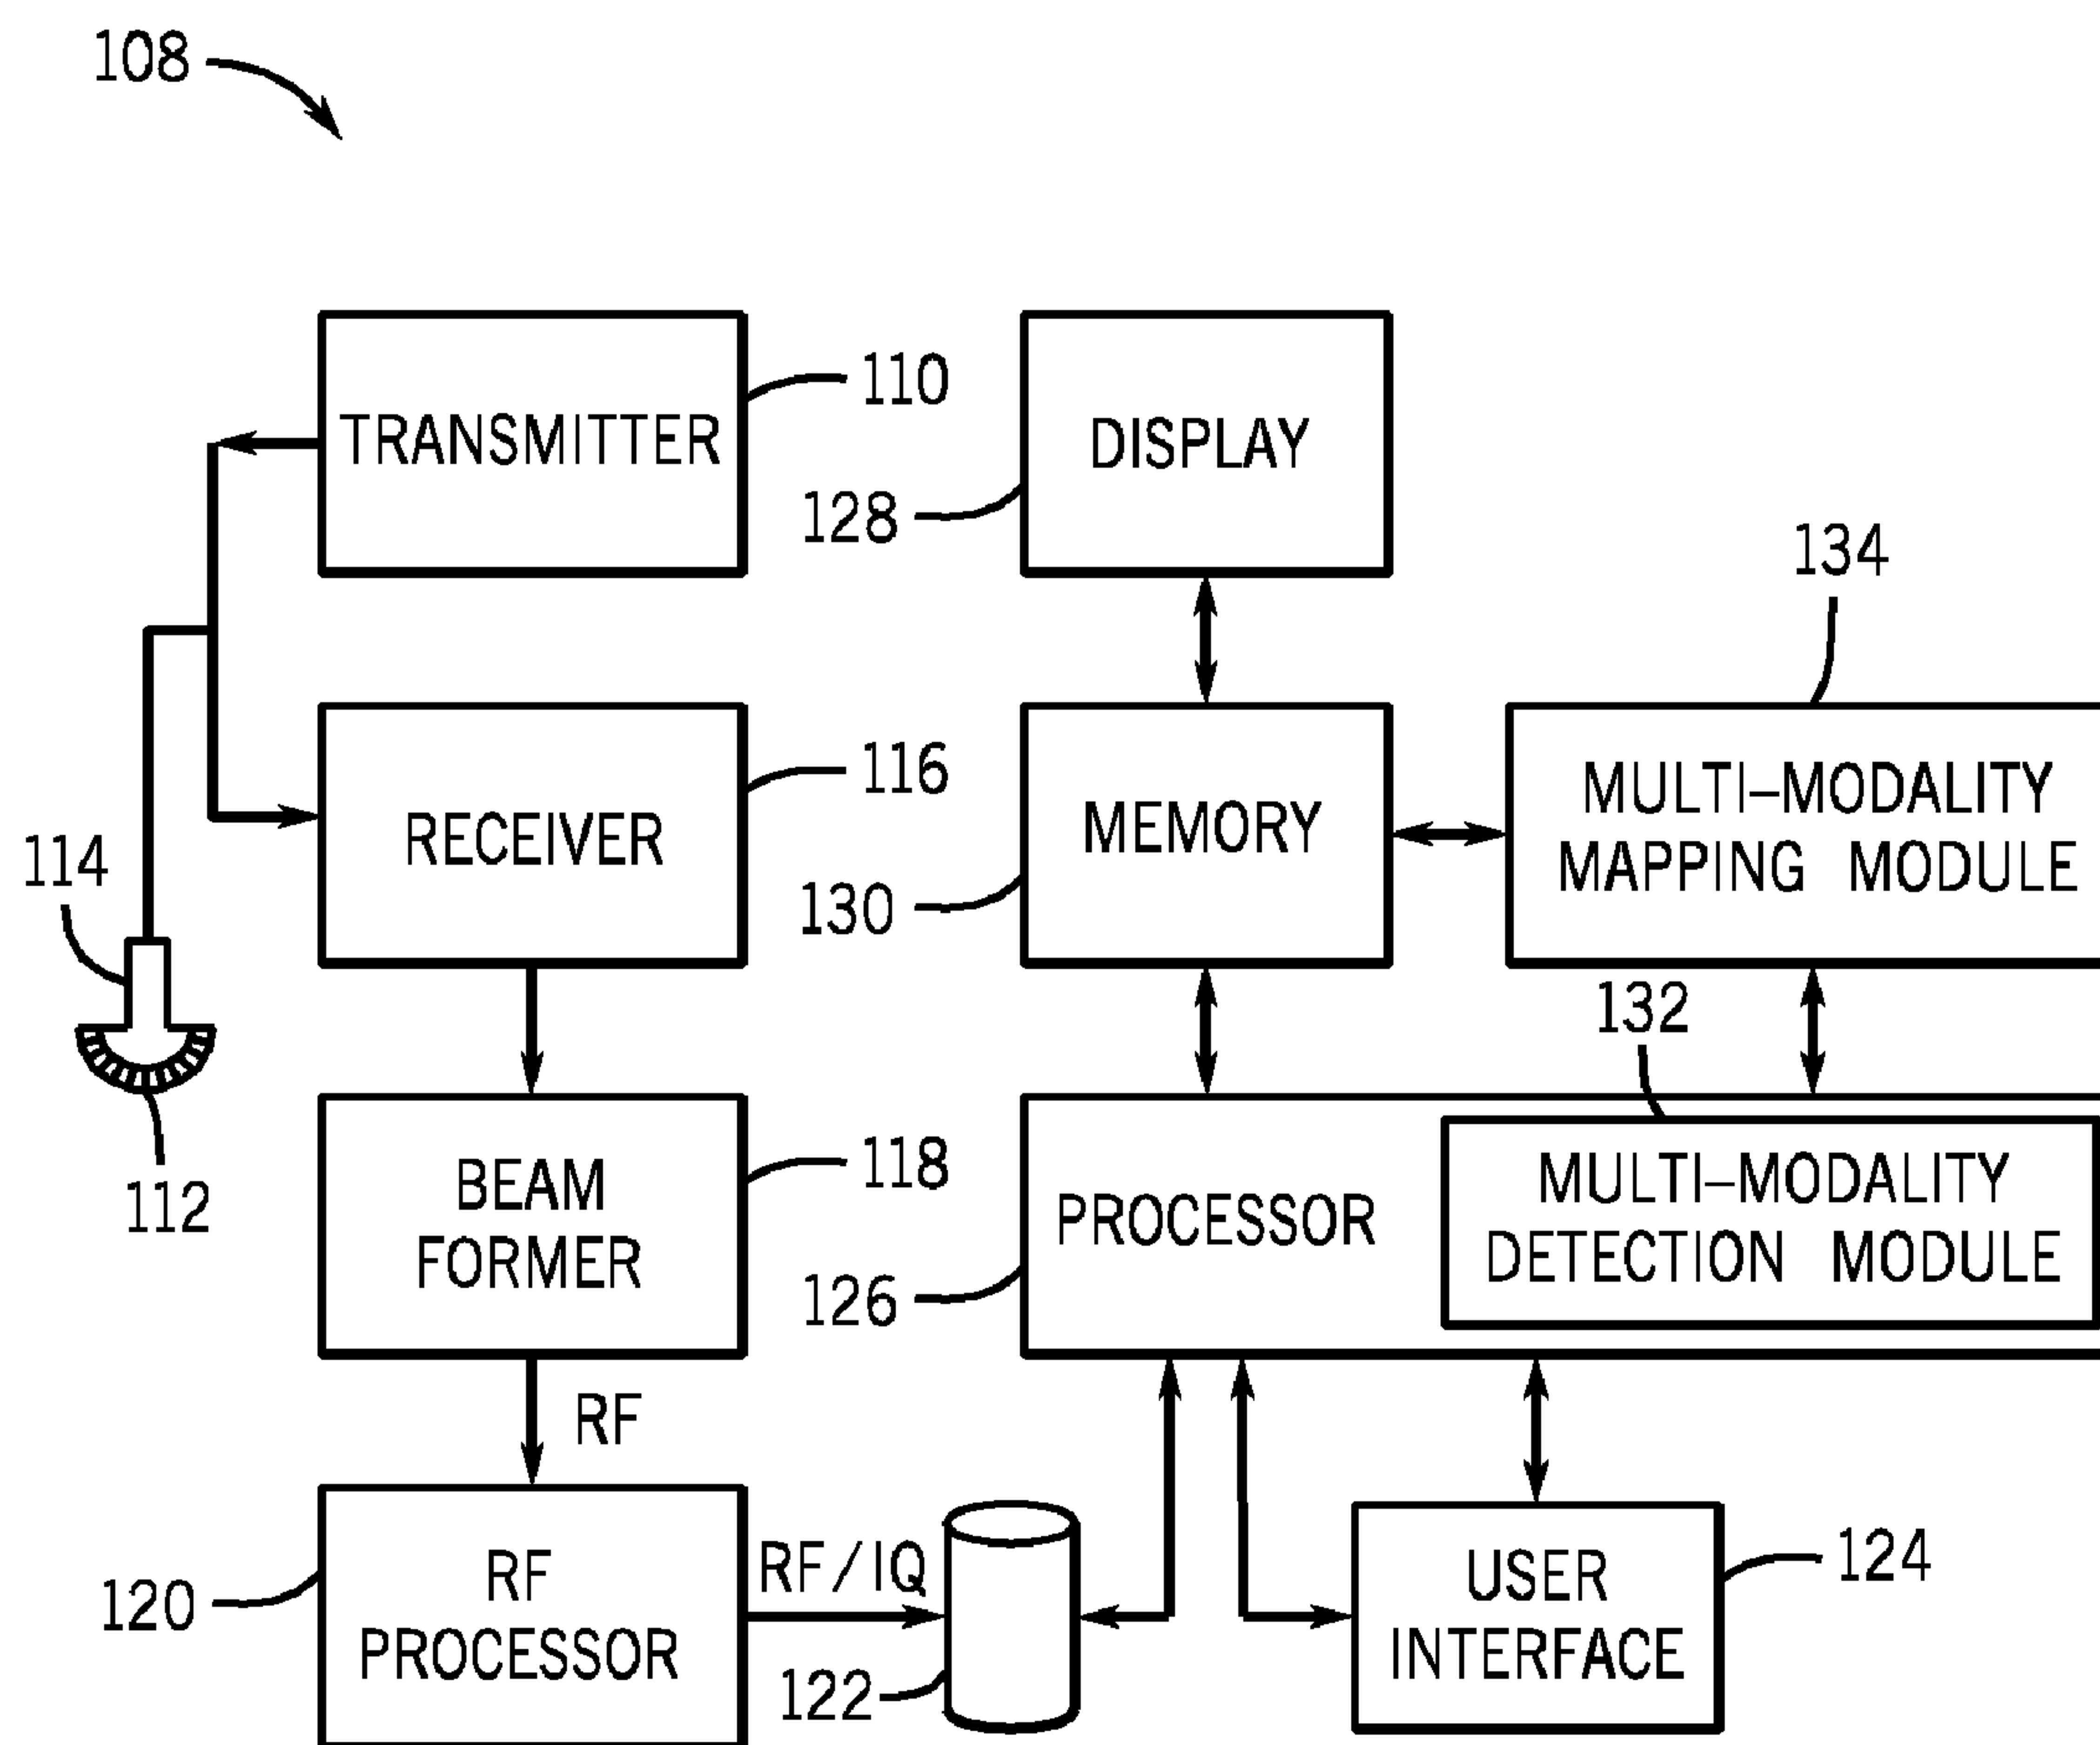 108
TRANSMITTER
110
DISPLAY
128
134
RECEIVER
116
MEMORY
130
MULTI-MODALITY
MAPPING MODULE
114
112
132
BEAM
FORMER
118
PROCESSOR
126
MULTI-MODALITY
DETECTION MODULE
RF
RF
PROCESSOR
120
RF/IQ
122
USER
INTERFACE
124